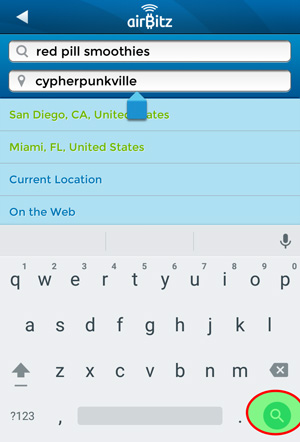 airBitz
red pill smoothies
cypherpunkville
San Diego, CA, United States
Miami, FL, United States
Current Location
On the Web
1 2 3 4 5 6 7 8 9 0
q w e r t y u i o p
a s d f g h j k l
z x c v b n m
?123 , .